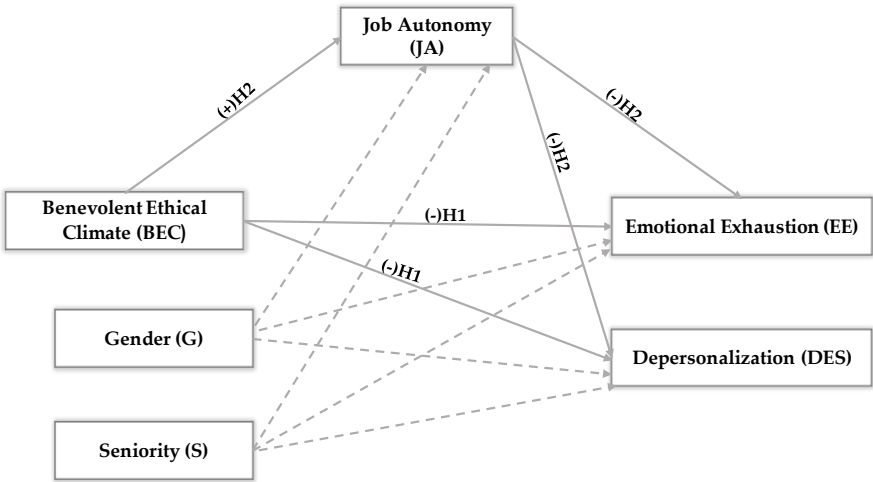 Job Autonomy
(JA)
(+)H2
(-)H2
(-)H2
Benevolent Ethical
Climate (BEC)
(-)H1
Emotional Exhaustion (EE)
(-)H1
Gender (G)
Depersonalization (DES)
Seniority (S)